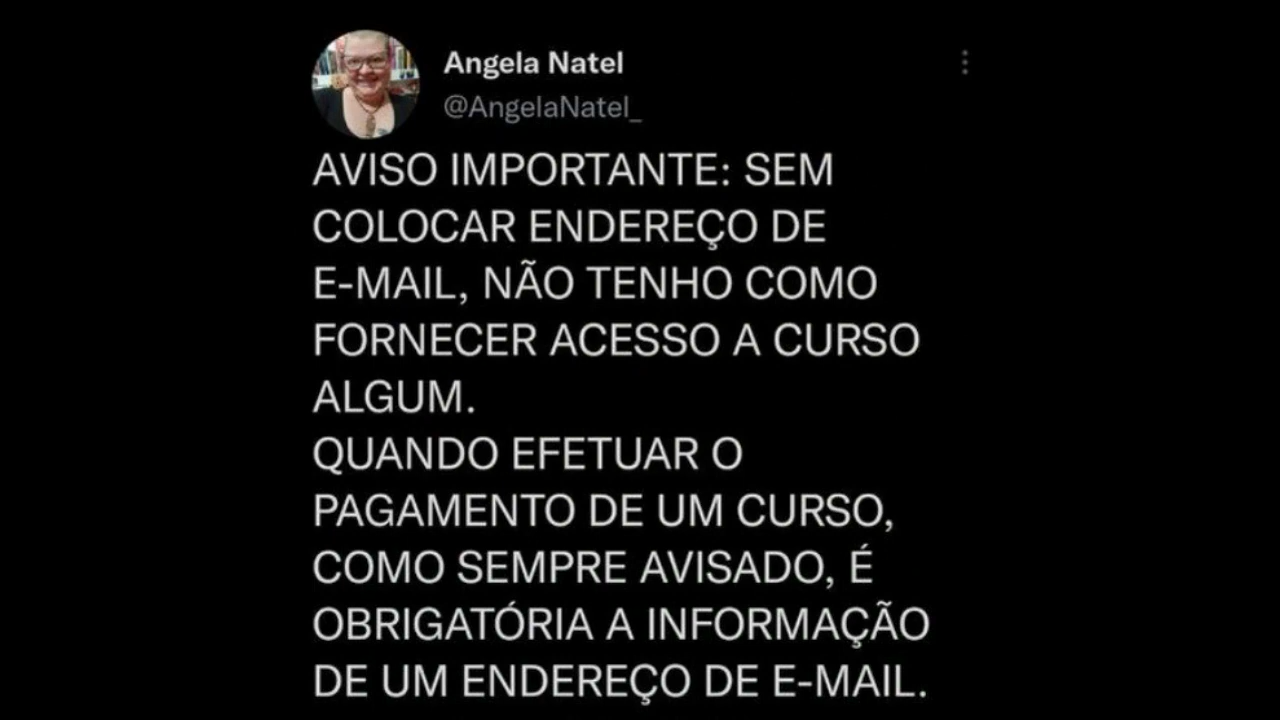 Angela Natel
@AngelaNatel_
AVISO IMPORTANTE: SEM
COLOCAR ENDEREÇO DE
E-MAIL, NÃO TENHO COMO
FORNECER ACESSO A CURSO
ALGUM.
QUANDO EFETUAR O
PAGAMENTO DE UM CURSO,
COMO SEMPRE AVISADO, É
OBRIGATÓRIA A INFORMAÇÃO
DE UM ENDEREÇO DE E-MAIL.